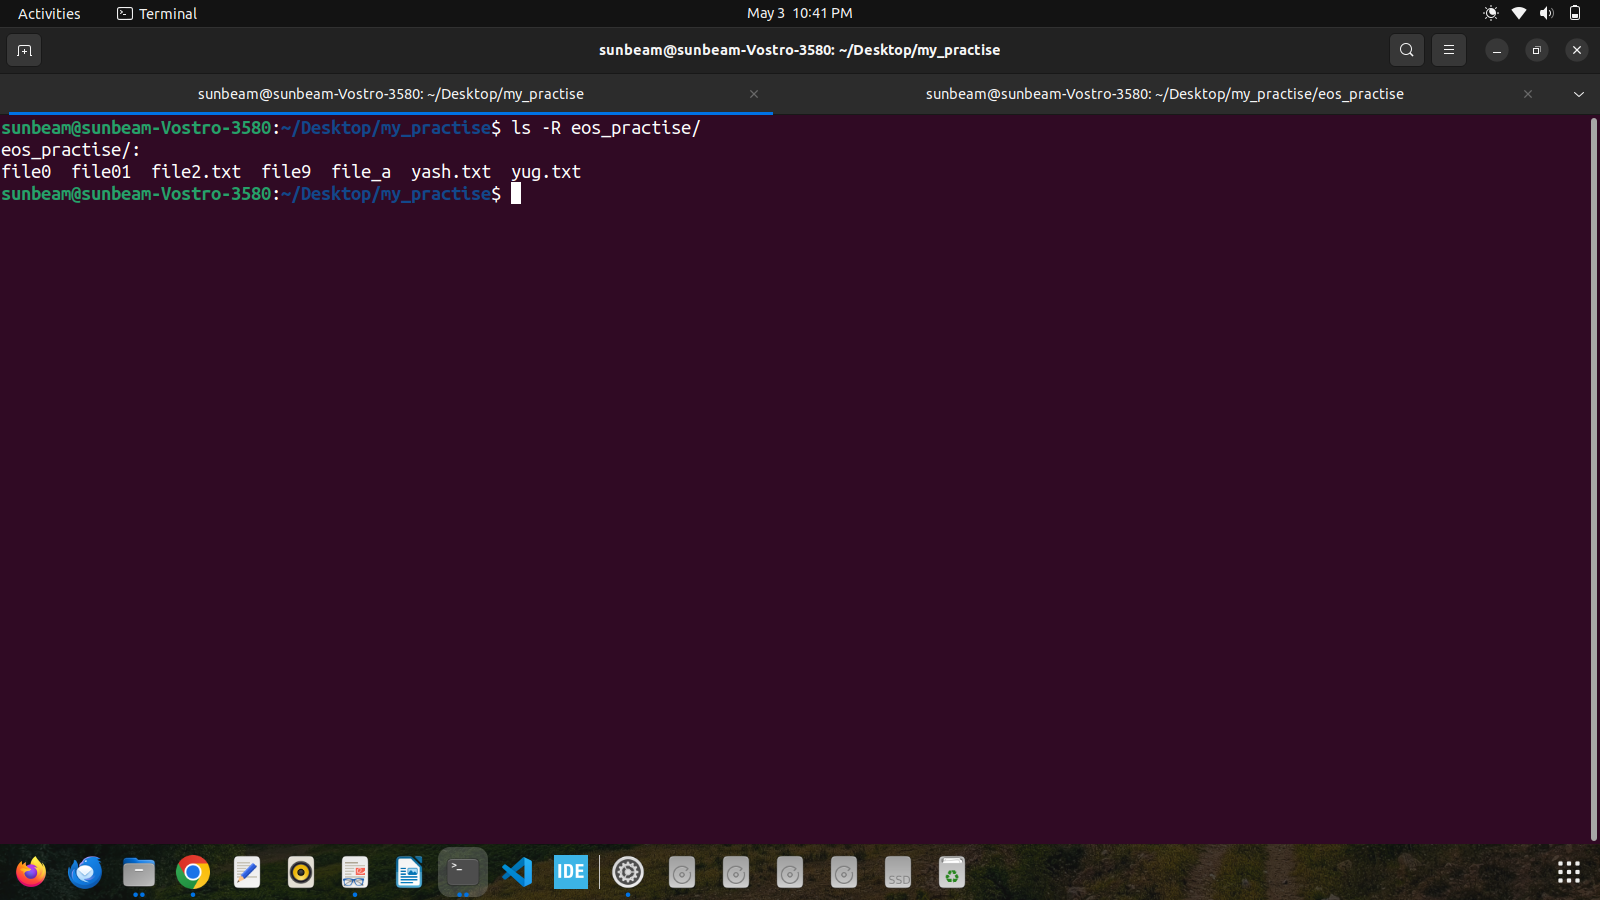 Activities Terminal May 3 10:41 PM
sunbeam@sunbeam-Vostro-3580: ~/Desktop/my_practise
sunbeam@sunbeam-Vostro-3580: ~/Desktop/my_practise sunbeam@sunbeam-Vostro-3580: ~/Desktop/my_practise/eos_practise
sunbeam@sunbeam-Vostro-3580:~/Desktop/my_practise$ ls -R eos_practise/
eos_practise/:
file0 file01 file2.txt file9 file_a yash.txt yug.txt
sunbeam@sunbeam-Vostro-3580:~/Desktop/my_practise$
IDE SSD